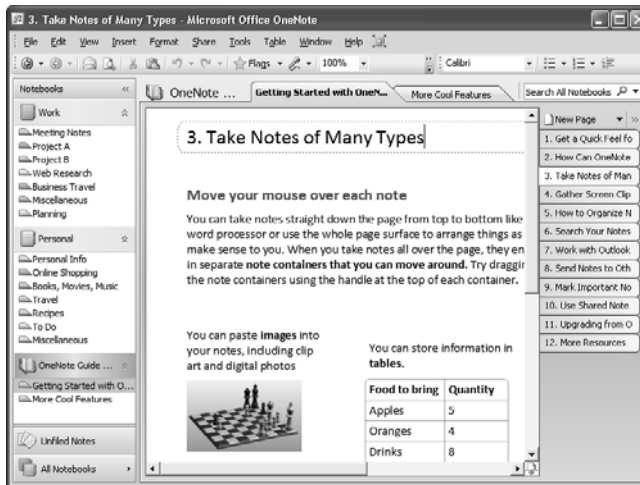 3. Take Notes of Many Types - Microsoft Office OneNote
File Edit View Insert Format Share Tools Table Window Help
Flags 100% Calibri
Notebooks
OneNote ... Getting Started with OneN... More Cool Features
Search All Notebooks
Work
Meeting Notes
Project A
Project B
Web Research
Business Travel
Miscellaneous
Planning
Personal
Personal Info
Online Shopping
Books, Movies, Music
Travel
Recipes
To Do
Miscellaneous
OneNote Guide ...
Getting Started with O...
More Cool Features
Unfiled Notes
All Notebooks
3. Take Notes of Many Types
Move your mouse over each note
You can take notes straight down the page from top to bottom like
word processor or use the whole page surface to arrange things as
make sense to you. When you take notes all over the page, they en
in separate note containers that you can move around. Try draggin
the note containers using the handle at the top of each container.
You can paste images into
your notes, including clip
art and digital photos
You can store information in
tables.
Food to bring Quantity
Apples 5
Oranges 4
Drinks 8
New Page
1. Get a Quick Feel fo
2. How Can OneNote
3. Take Notes of Man
4. Gather Screen Clip
5. How to Organize N
6. Search Your Notes
7. Work with Outlook
8. Send Notes to Oth
9. Mark Important No
10. Use Shared Note
11. Upgrading from O
12. More Resources